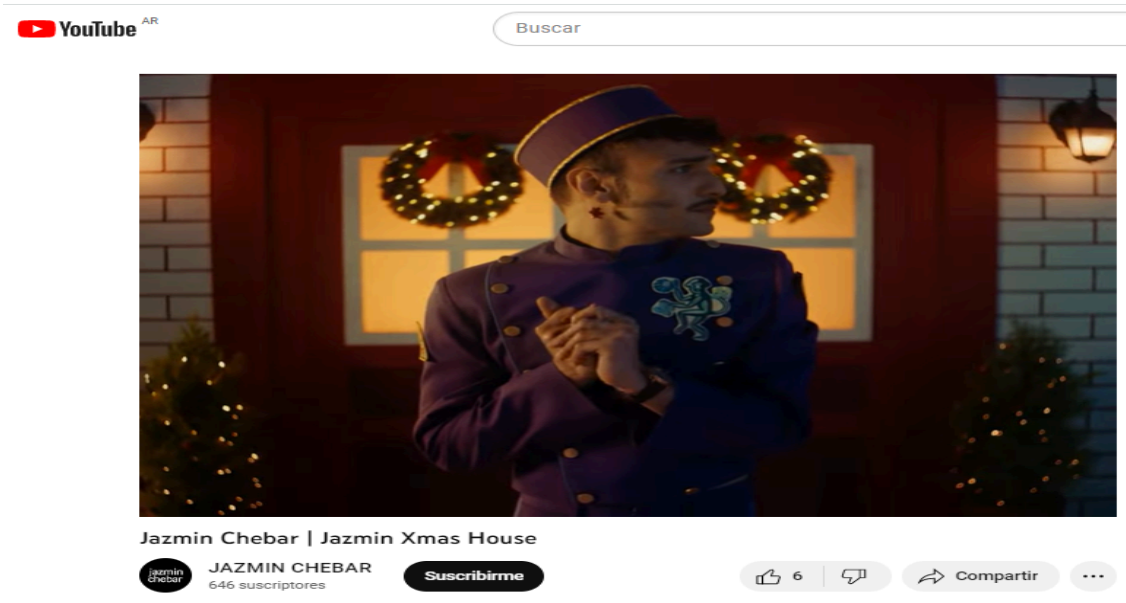 YouTube AR
Buscar
Jazmin Chebar | Jazmin Xmas House
jazmin
chebar
JAZMIN CHEBAR
646 suscriptores
Suscribirme
6
Compartir